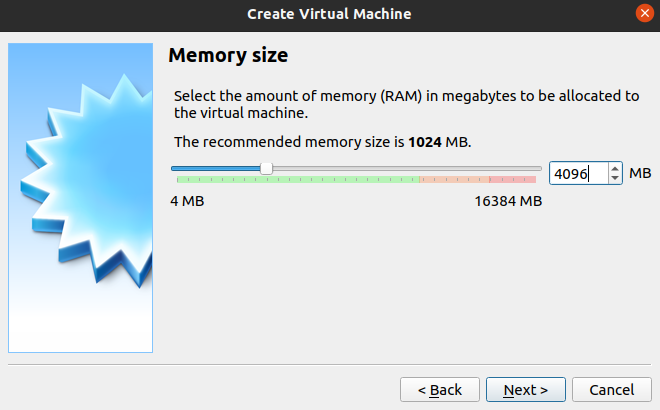 Create Virtual Machine
Memory size
Select the amount of memory (RAM) in megabytes to be allocated to
the virtual machine.
The recommended memory size is 1024 MB.
4096 MB
4 MB 16384 MB
< Back Next > Cancel